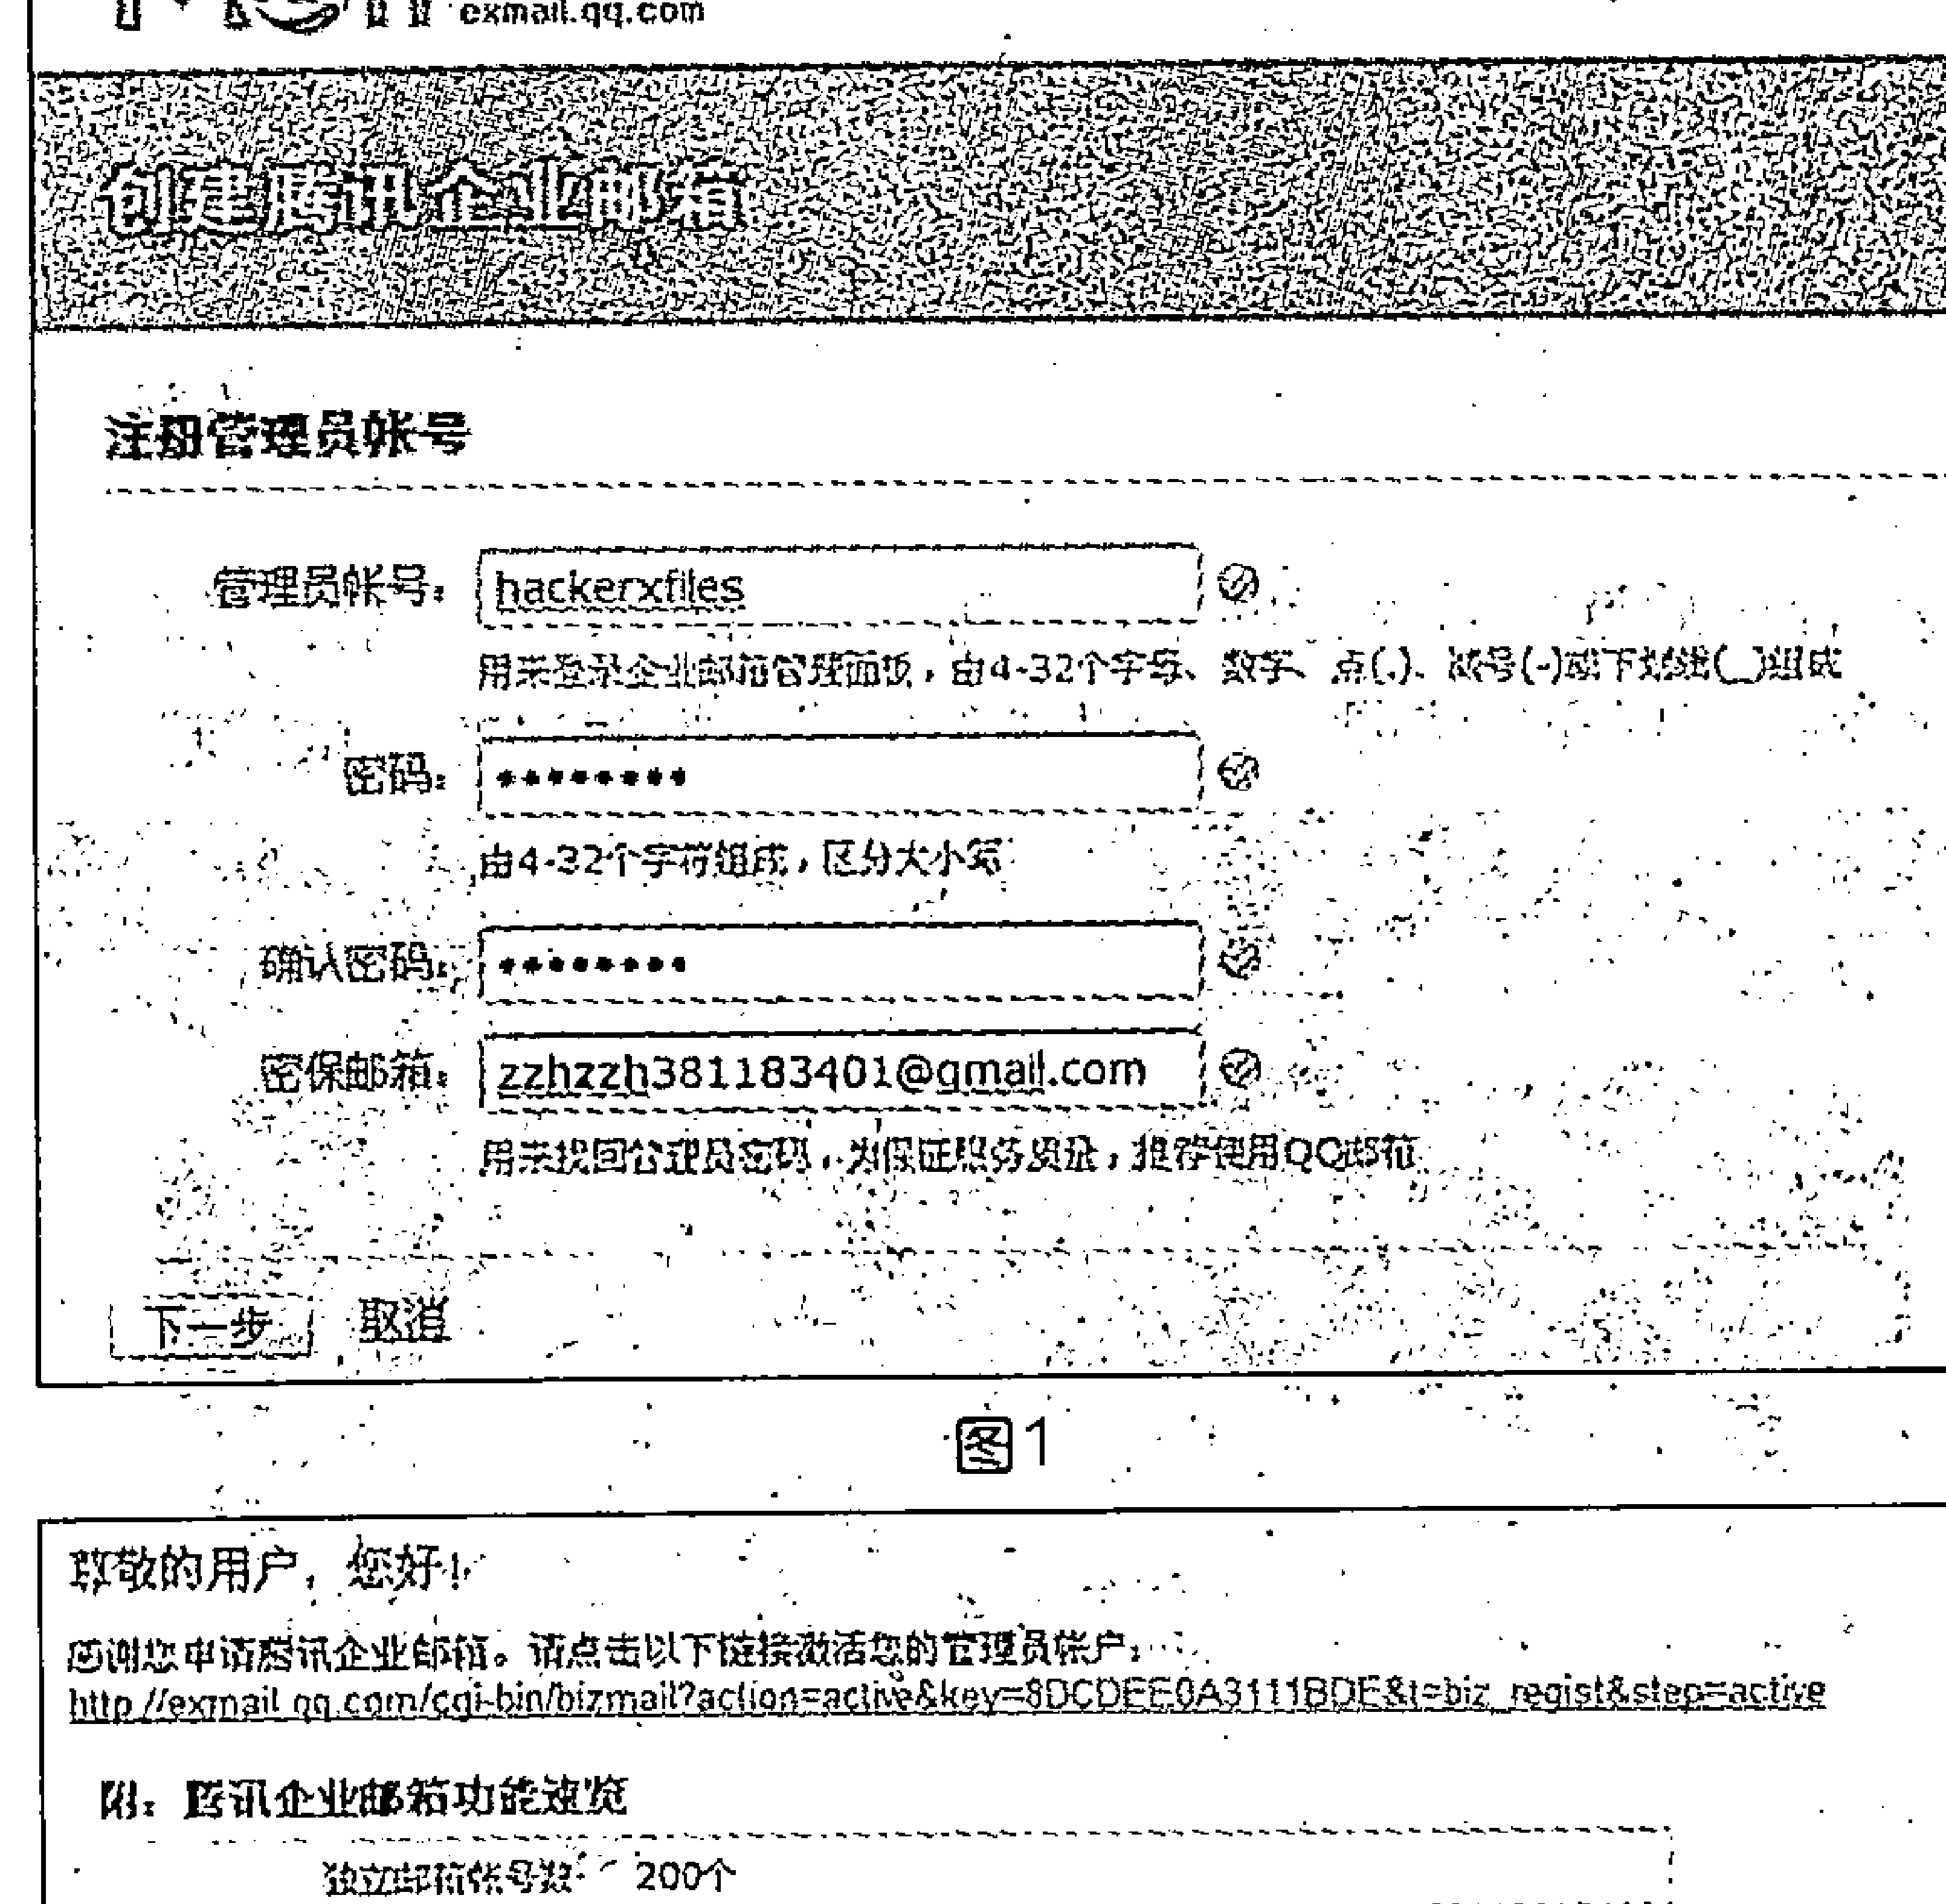 exmail.qq.com
创建腾讯企业邮箱
注册管理员帐号
管理员帐号: hackerxfiles
用来登录企业邮箱管理面板，由4-32个字母、数字、点(.)、减号(-)或下划线(_)组成
密码: ••••••••
由4-32个字符组成，区分大小写
确认密码: ••••••••
密保邮箱: zzhzzh381183401@gmail.com
用来找回管理员密码，为保证服务质量，推荐使用QQ邮箱
下一步 取消
图1
尊敬的用户，您好！
感谢您申请腾讯企业邮箱。请点击以下链接激活您的管理员帐户:
http://exmail.qq.com/cgi-bin/bizmail?action=active&key=8DCDEE0A3111BDE&t=biz_regist&step=active
附: 腾讯企业邮箱功能速览
独立邮箱帐号数: 200个